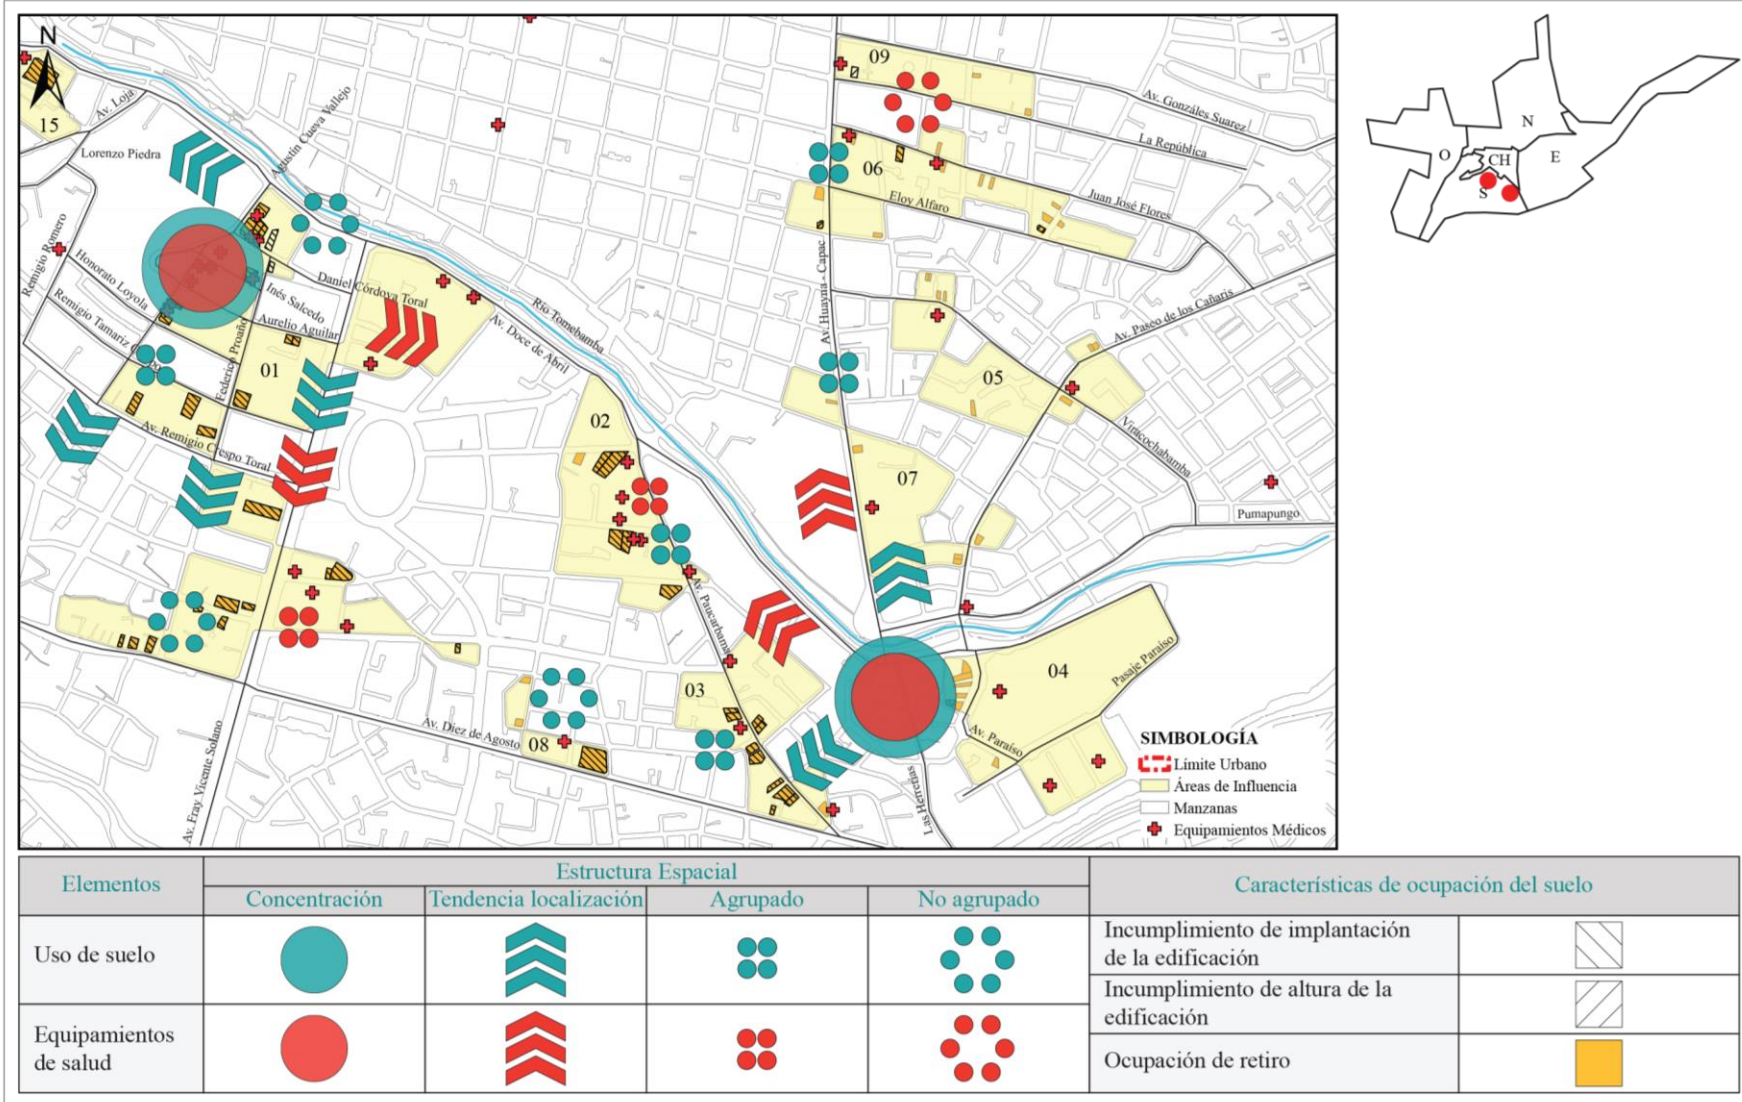 N
15
Av. Loja
Lorenzo Piedra
Agustín Cueva Vallejo
Remigio Romero
Honorato Loyola
Remigio Tamariz
Federico Proaño
Inés Salcedo
Aurelio Aguilar
Daniel Córdova Toral
01
Av. Remigio Crespo Toral
Río Tomebamba
Av. Doce de Abril
02
Av. Fray Vicente Solano
Av. Diez de Agosto
08
03
Av. Paucarbamba
09
Av. Gonzáles Suarez
La República
06
Eloy Alfaro
Juan José Flores
Av. Huayna - Capac
Av. Paseo de los Cañaris
05
Viracochabamba
07
Pumapungo
04
Pasaje Paraíso
Av. Paraíso
Las Herrerías
SIMBOLOGÍA
Límite Urbano
Áreas de Influencia
Manzanas
Equipamientos Médicos
N
O
CH
E
S
Elementos
Estructura Espacial
Características de ocupación del suelo
Concentración
Tendencia localización
Agrupado
No agrupado
Uso de suelo
Incumplimiento de implantación
de la edificación
Incumplimiento de altura de la
edificación
Equipamientos
de salud
Ocupación de retiro